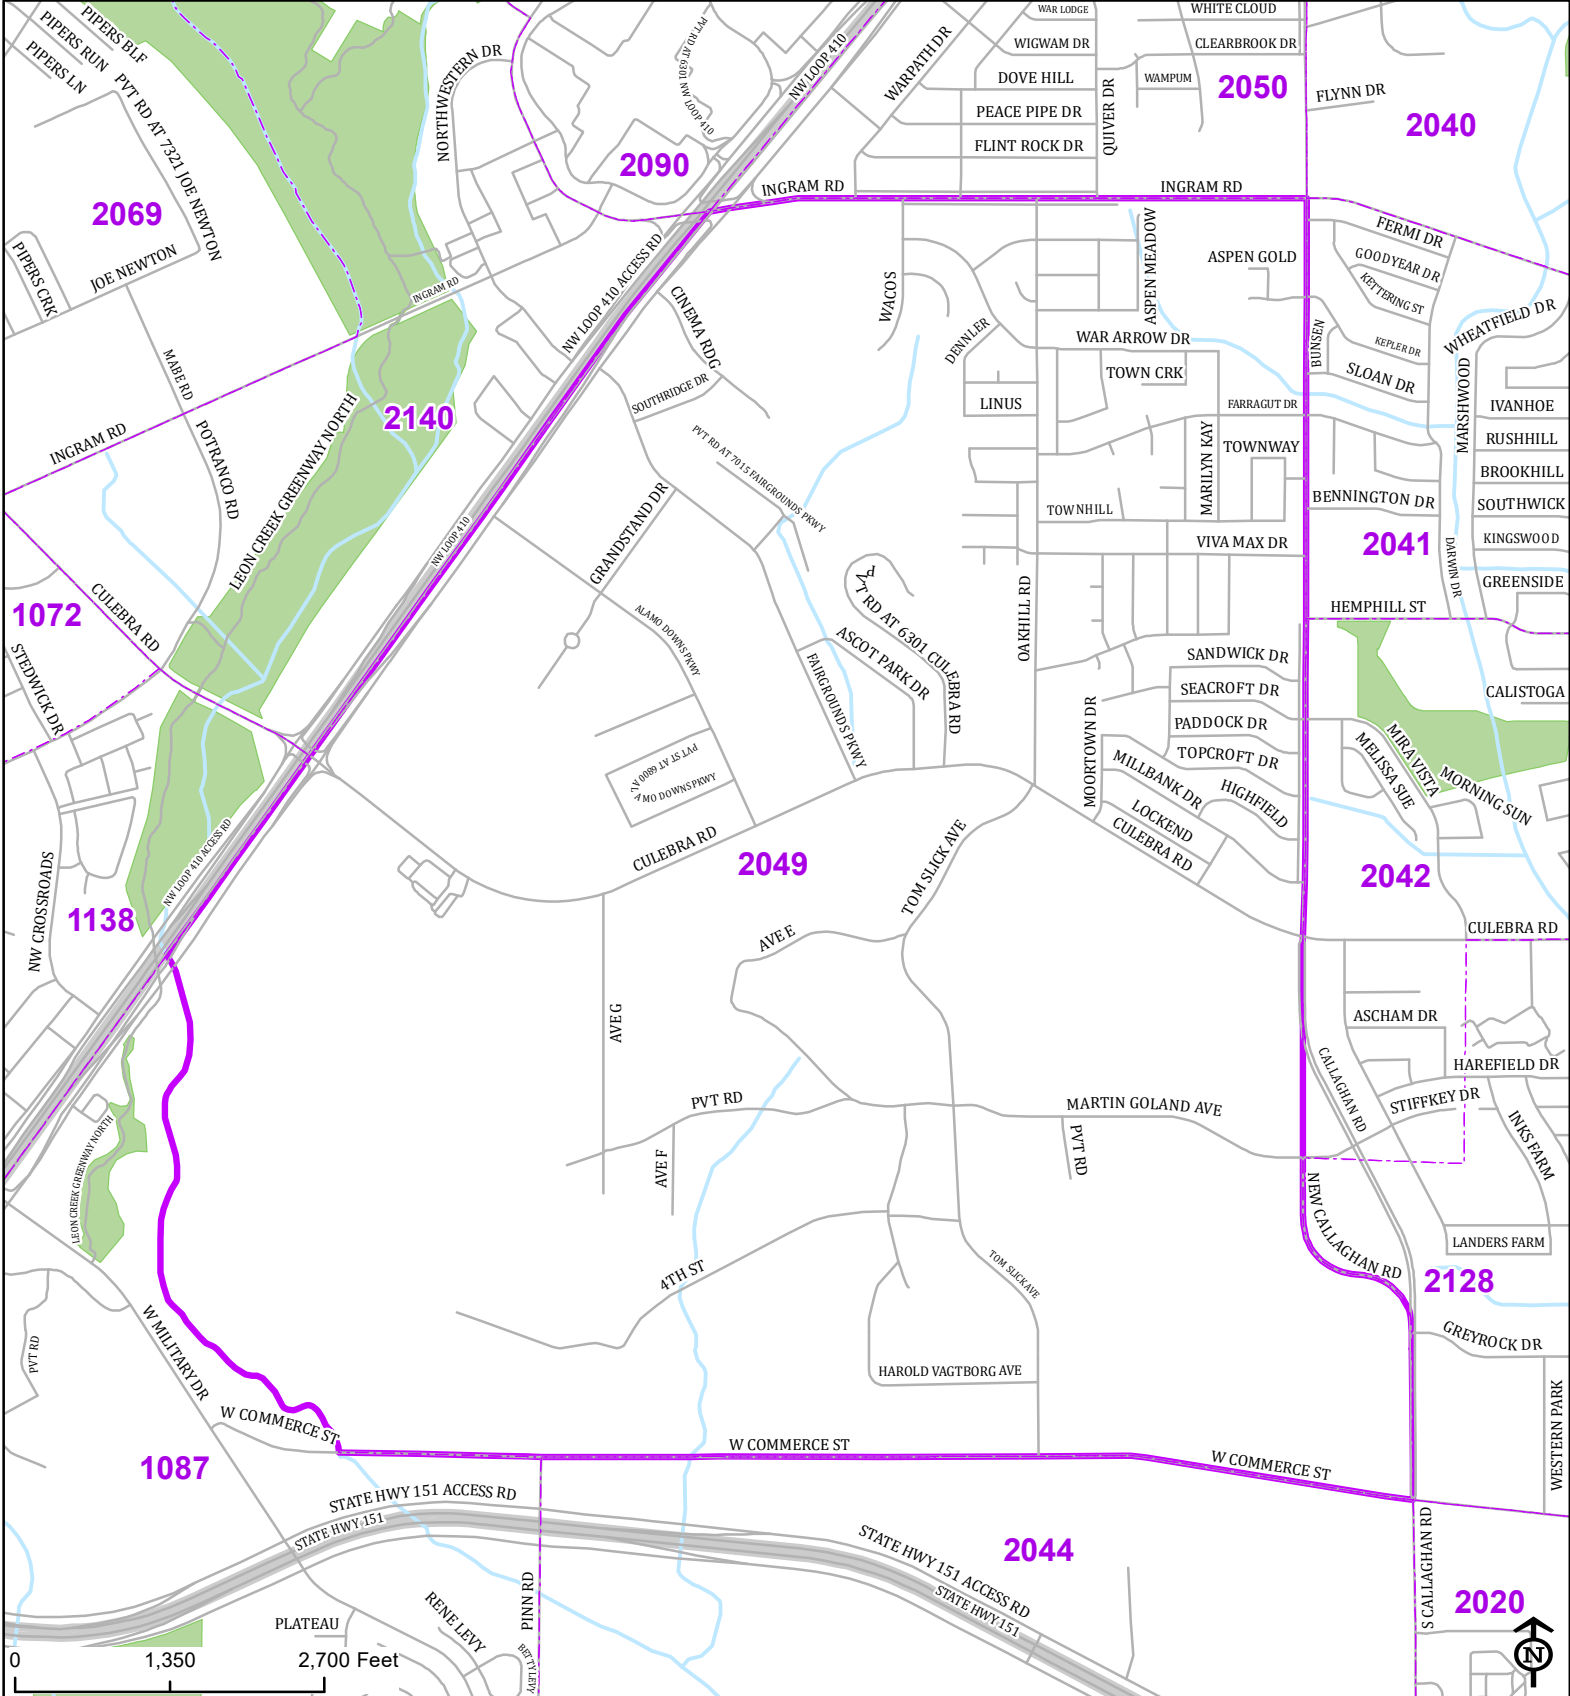 PIPERS BLF
PIPERS RUN
PIPERS LN
PVT RD AT 7321 JOE NEWTON
NORTHWESTERN DR
PVT RD AT 6301 NW LOOP 410
NW LOOP 410
WARPATH DR
WAR LODGE
WHITE CLOUD
WIGWAM DR
CLEARBROOK DR
DOVE HILL
WAMPUM
2050
FLYNN DR
PEACE PIPE DR
QUIVER DR
2040
FLINT ROCK DR
2090
INGRAM RD
INGRAM RD
2069
JOE NEWTON
PIPERS CRK
INGRAM RD
NW LOOP 410 ACCESS RD
CINEMA RDG
WACOS
DENNLER
ASPEN MEADOW
ASPEN GOLD
FERMI DR
GOODYEAR DR
KETTERING ST
WHEATFIELD DR
BUNSEN
KEPLER DR
WAR ARROW DR
TOWN CRK
SLOAN DR
MARSHWOOD
MABE RD
SOUTHRIDGE DR
LINUS
FARRAGUT DR
IVANHOE
2140
INGRAM RD
POTRANCO RD
LEON CREEK GREENWAY NORTH
PVT RD AT 7015 FAIRGROUNDS PKWY
MARILYN KAY
TOWNWAY
RUSHHILL
BROOKHILL
BENNINGTON DR
SOUTHWICK
NW LOOP 410
GRANDSTAND DR
TOWNHILL
VIVA MAX DR
2041
KINGSWOOD
DARWIN DR
GREENSIDE
1072
CULEBRA RD
ALAMO DOWNS PKWY
PVT RD AT 6301 CULEBRA RD
ASCOT PARK DR
OAKHILL RD
HEMPHILL ST
STEDWICK DR
FAIRGROUNDS PKWY
SANDWICK DR
SEACROFT DR
CALISTOGA
MOORTOWN DR
PADDOCK DR
MIRA VISTA
MELISSA SUE
TOPCROFT DR
MORNING SUN
PVT ST AT 6800 AL
AMO DOWNS PKWY
MILLBANK DR
HIGHFIELD
LOCKEND
CULEBRA RD
CULEBRA RD
NW LOOP 410 ACCESS RD
2049
TOM SLICK AVE
2042
NW CROSSROADS
1138
AVE E
CULEBRA RD
AVE G
ASCHAM DR
CALLAGHAN RD
HAREFIELD DR
PVT RD
MARTIN GOLAND AVE
STIFFKEY DR
LEON CREEK GREENWAY NORTH
AVE F
PVT RD
INKS FARM
NEW CALLAGHAN RD
LANDERS FARM
4TH ST
TOM SLICK AVE
2128
PVT RD
W MILITARY DR
GREYROCK DR
HAROLD VAGTBORG AVE
W COMMERCE ST
W COMMERCE ST
W COMMERCE ST
WESTERN PARK
1087
STATE HWY 151 ACCESS RD
STATE HWY 151
STATE HWY 151 ACCESS RD
STATE HWY 151
2044
S CALLAGHAN RD
2020
PLATEAU
RENE LEVY
PINN RD
BETTY LEVY
0 1,350 2,700 Feet
N